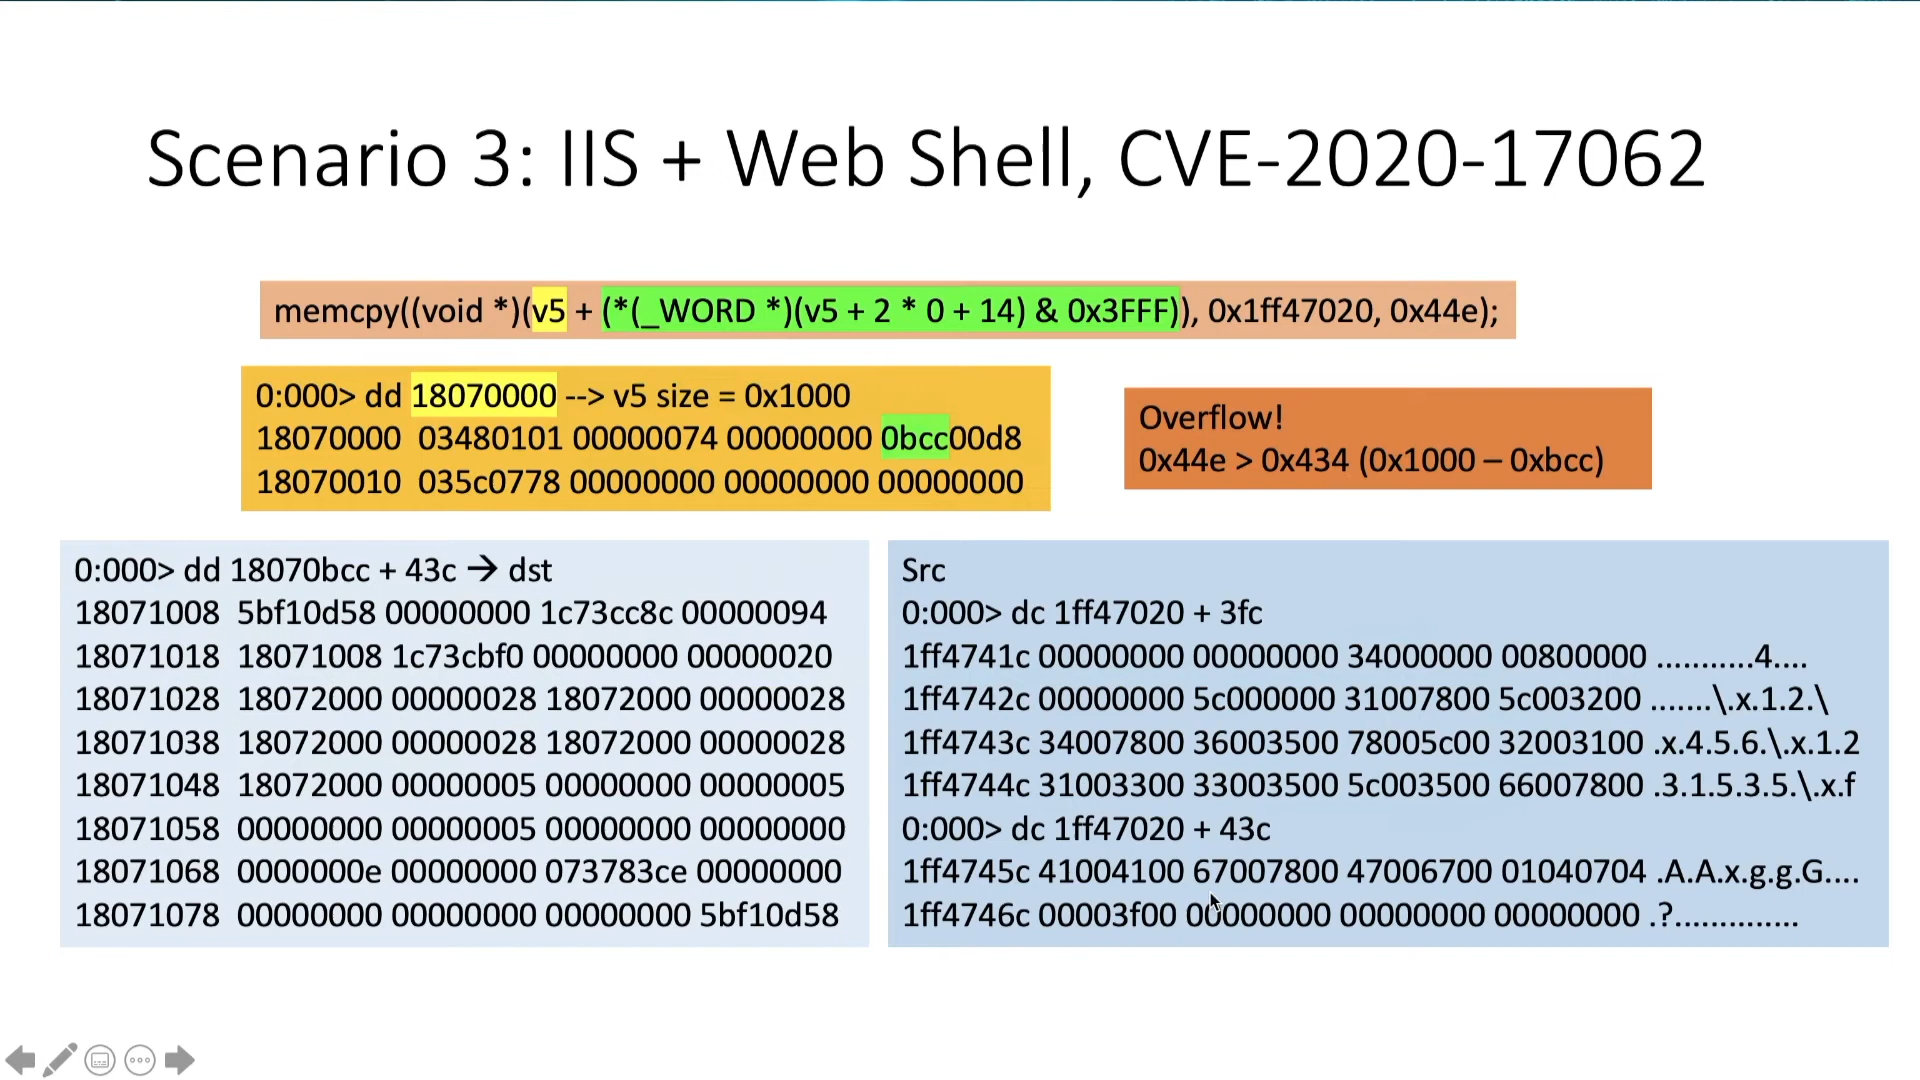 Scenario 3: IIS + Web Shell, CVE-2020-17062
memcpy((void *)(v5 + (*(_WORD *)(v5 + 2 * 0 + 14) & 0x3FFF)), 0x1ff47020, 0x44e);
0:000> dd 18070000 --> v5 size = 0x1000
18070000 03480101 00000074 00000000 0bcc00d8
18070010 035c0778 00000000 00000000 00000000
Overflow!
0x44e > 0x434 (0x1000 – 0xbcc)
0:000> dd 18070bcc + 43c → dst
18071008 5bf10d58 00000000 1c73cc8c 00000094
18071018 18071008 1c73cbf0 00000000 00000020
18071028 18072000 00000028 18072000 00000028
18071038 18072000 00000028 18072000 00000028
18071048 18072000 00000005 00000000 00000005
18071058 00000000 00000005 00000000 00000000
18071068 0000000e 00000000 073783ce 00000000
18071078 00000000 00000000 00000000 5bf10d58
Src
0:000> dc 1ff47020 + 3fc
1ff4741c 00000000 00000000 34000000 00800000 ...........4....
1ff4742c 00000000 5c000000 31007800 5c003200 .......\.x.1.2.\
1ff4743c 34007800 36003500 78005c00 32003100 .x.4.5.6.\.x.1.2
1ff4744c 31003300 33003500 5c003500 66007800 .3.1.5.3.5.\.x.f
0:000> dc 1ff47020 + 43c
1ff4745c 41004100 67007800 47006700 01040704 .A.A.x.g.g.G....
1ff4746c 00003f00 00000000 00000000 00000000 .?..............